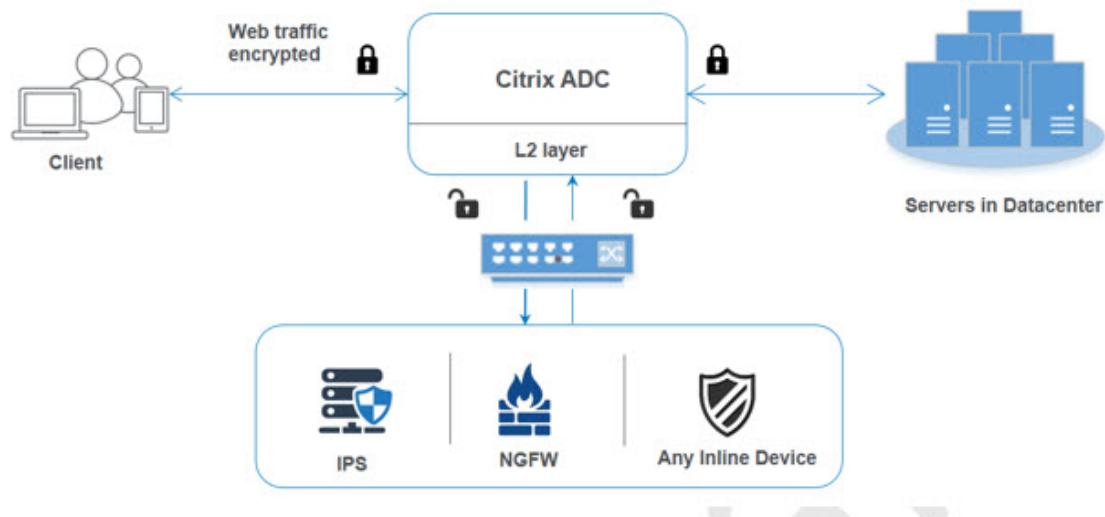 Web traffic
encrypted
Citrix ADC
L2 layer
Client
Servers in Datacenter
IPS
NGFW
Any Inline Device